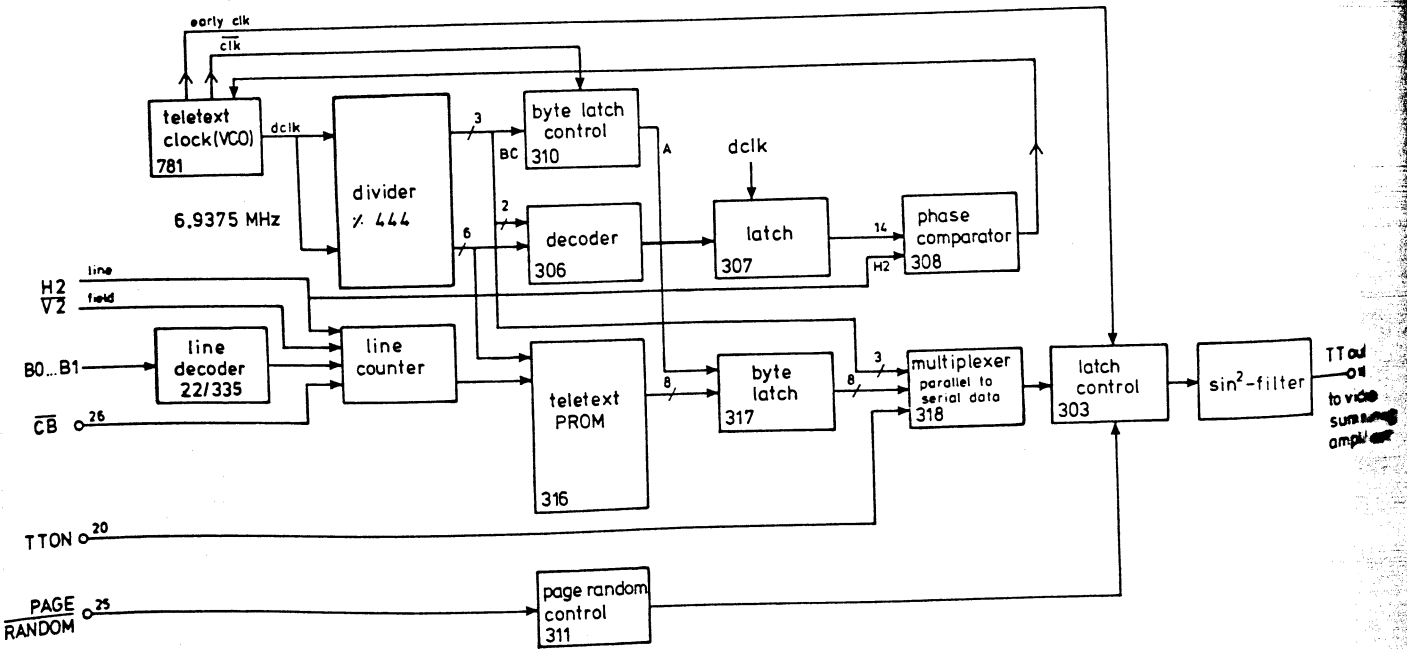 early clk
clk
teletext
clock(VCO)
781
dclk
6.9375 MHz
divider
٪ 444
3
BC
6
2
byte latch
control
310
A
decoder
306
dclk
latch
307
14
H2
phase
comparator
308
H2 line
V2 field
B0...B1
line
decoder
22/335
line
counter
CB 26
teletext
PROM
316
8
byte
latch
317
8
3
multiplexer
parallel to
serial data
318
latch
control
303
sin²-filter
TT out
to video
summing
amplifier
TTON 20
PAGE
RANDOM
25
page random
control
311